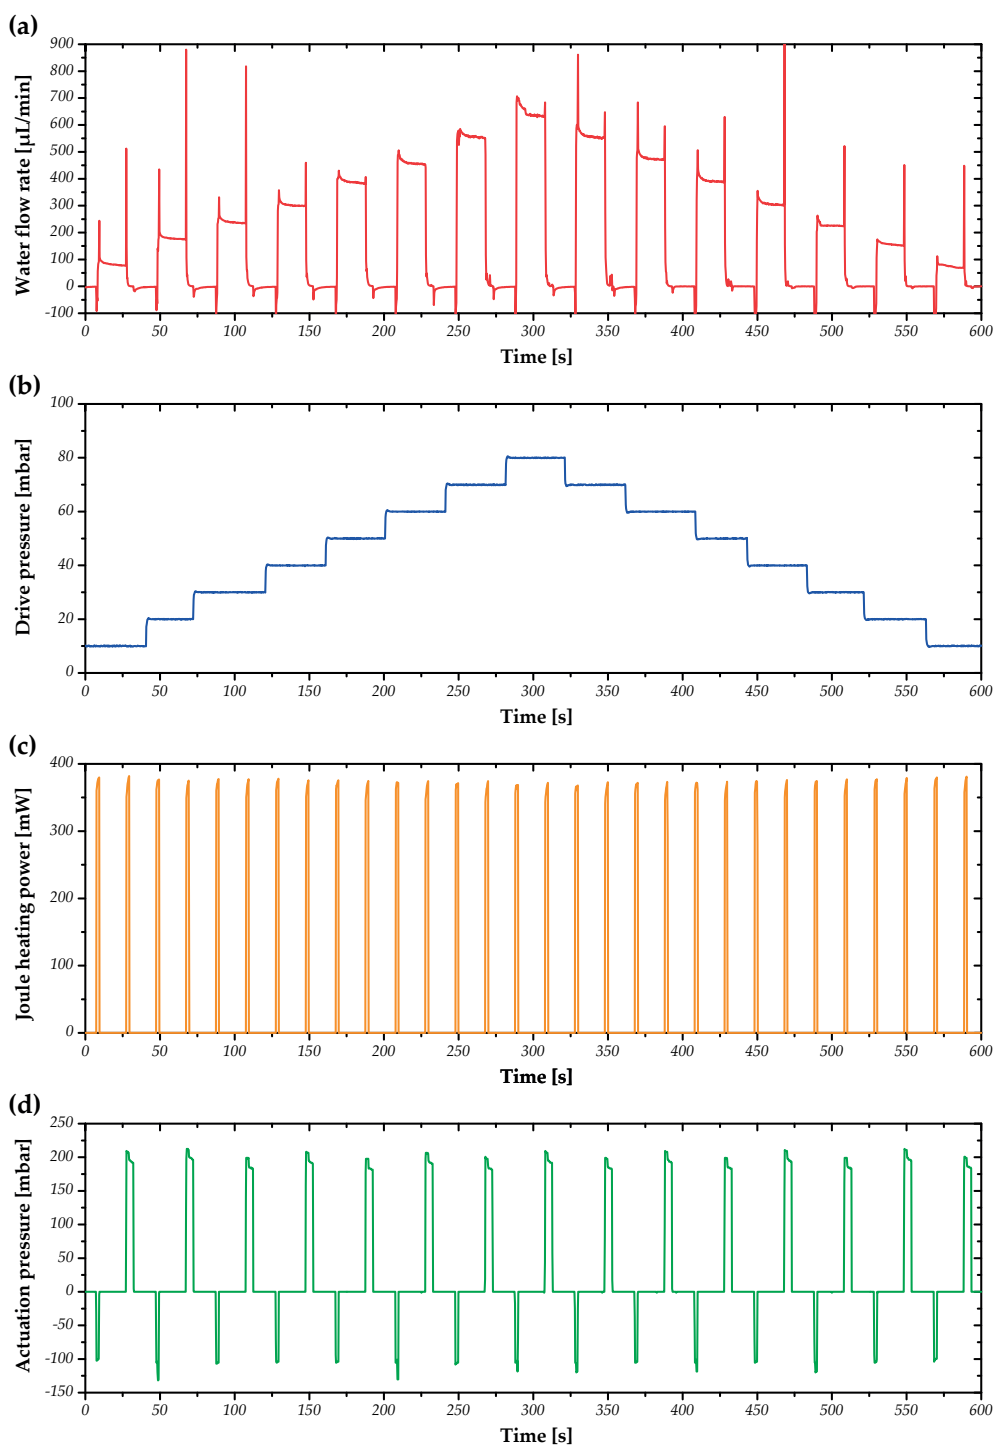 (a)
Water flow rate [µL/min]
900
800
700
600
500
400
300
200
100
0
-100
0 50 100 150 200 250 300 350 400 450 500 550 600
Time [s]
(b)
Drive pressure [mbar]
100
80
60
40
20
0
0 50 100 150 200 250 300 350 400 450 500 550 600
Time [s]
(c)
Joule heating power [mW]
400
300
200
100
0
0 50 100 150 200 250 300 350 400 450 500 550 600
Time [s]
(d)
Actuation pressure [mbar]
250
200
150
100
50
0
-50
-100
-150
0 50 100 150 200 250 300 350 400 450 500 550 600
Time [s]